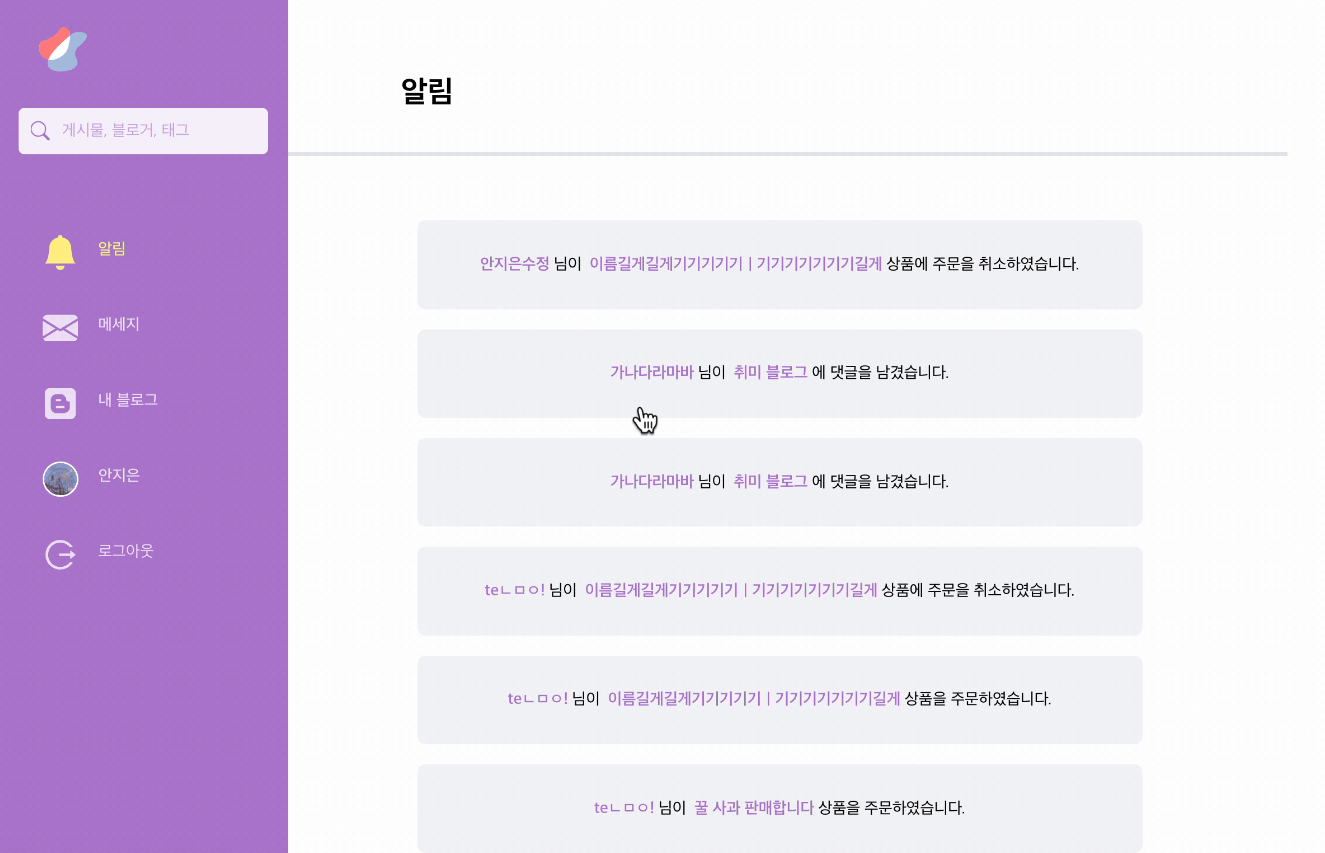 게시물, 블로거, 태그
알림
메세지
내 블로그
안지은
로그아웃
알림
안지은수정 님이 이름길게길게기기기기기 | 기기기기기기기길게 상품에 주문을 취소하였습니다.
가나다라마바 님이 취미 블로그 에 댓글을 남겼습니다.
가나다라마바 님이 취미 블로그 에 댓글을 남겼습니다.
teㄴㅁㅇ! 님이 이름길게길게기기기기기 | 기기기기기기기길게 상품에 주문을 취소하였습니다.
teㄴㅁㅇ! 님이 이름길게길게기기기기기 | 기기기기기기기길게 상품을 주문하였습니다.
teㄴㅁㅇ! 님이 꿀 사과 판매합니다 상품을 주문하였습니다.